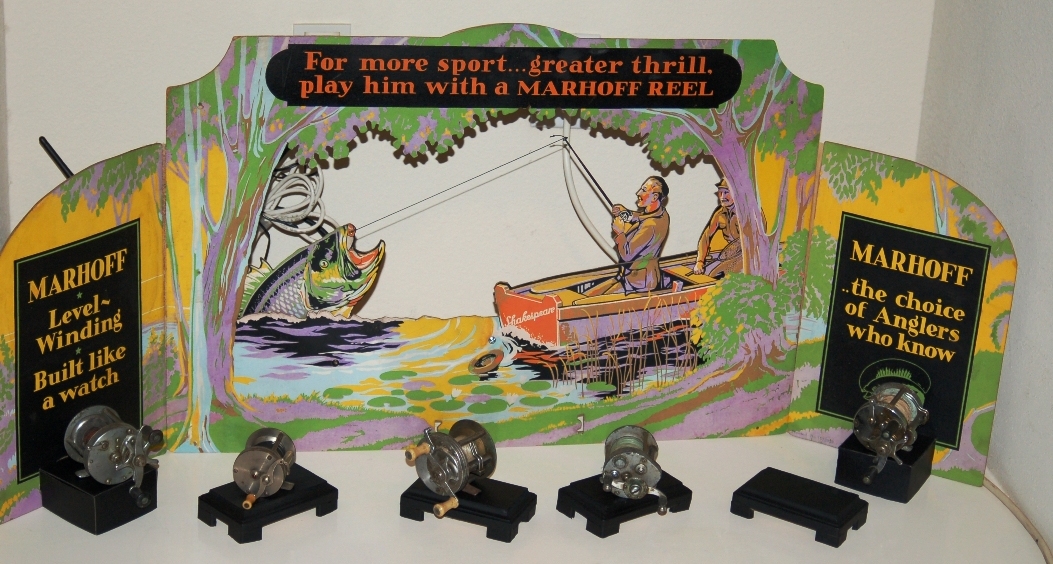 For more sport...greater thrill.
play him with a MARHOFF REEL
MARHOFF
Level~
Winding
Built like
a watch
Shakespeare
MARHOFF
..the choice
of Anglers
who know